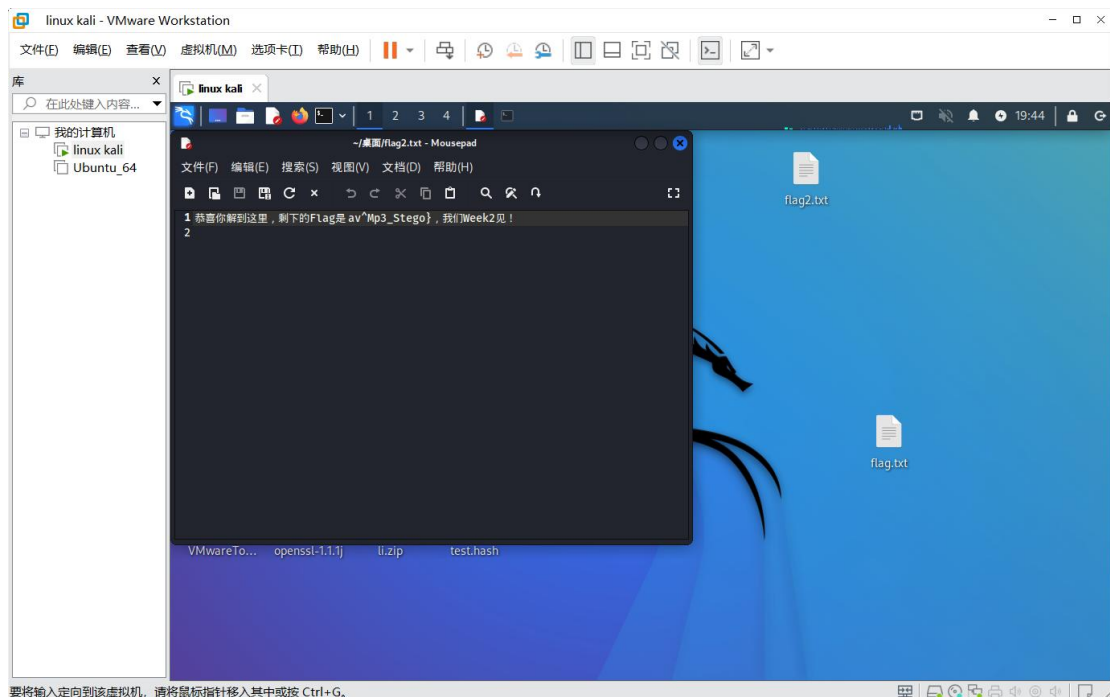 linux kali - VMware Workstation
文件(F) 编辑(E) 查看(V) 虚拟机(M) 选项卡(T) 帮助(H)
库
在此处键入内容...
我的计算机
linux kali
Ubuntu_64
linux kali
1 2 3 4
19:44
~/桌面/flag2.txt - Mousepad
文件(F) 编辑(E) 搜索(S) 视图(V) 文档(D) 帮助(H)
1 恭喜你解到这里，剩下的Flag是 av^Mp3_Stego}，我们Week2见！
2
flag2.txt
flag.txt
VMwareTo... openssl-1.1.1j li.zip test.hash
要将输入定向到该虚拟机，请将鼠标指针移入其中或按 Ctrl+G。